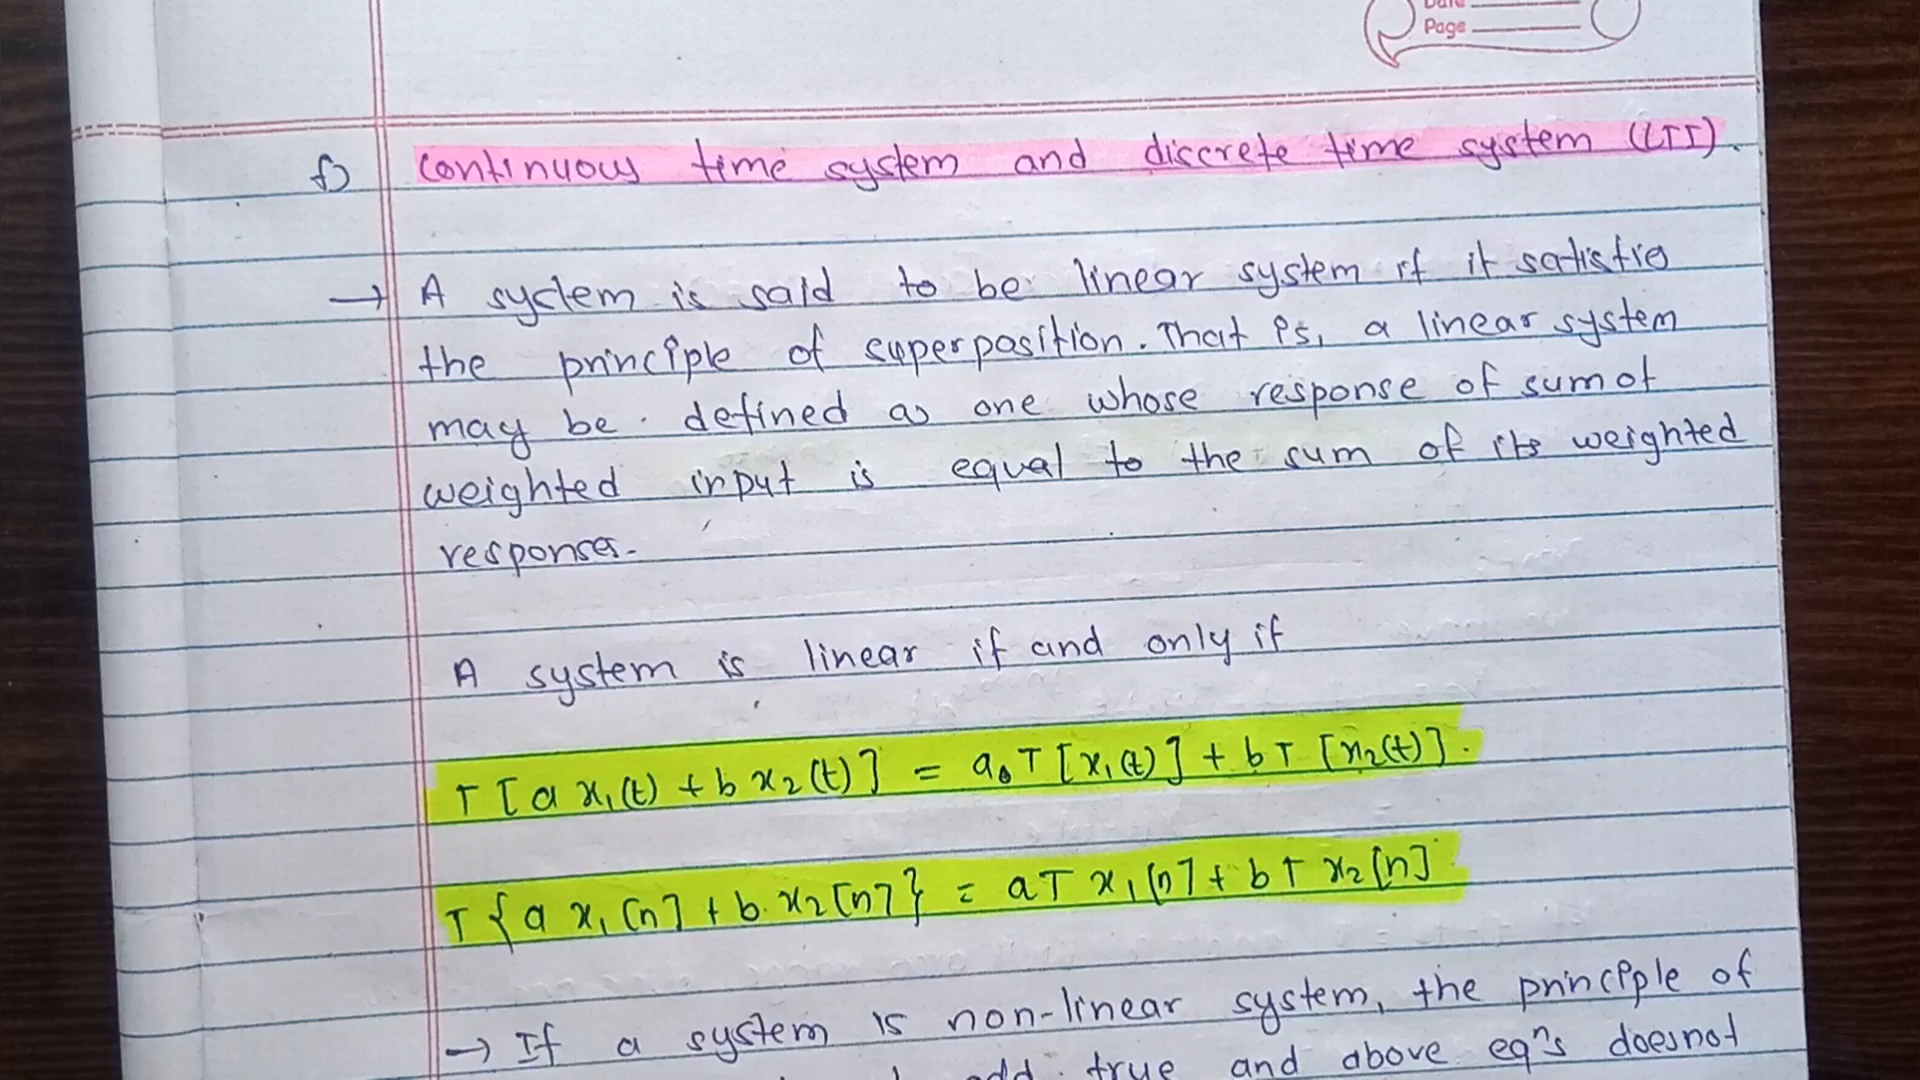 Date
Page
f) continuous time system and discrete time system (LTI).
→ A system is said to be linear system if it satisfies
the principle of superposition. That is, a linear system
may be defined as one whose response of sum of
weighted input is equal to the sum of its weighted
responses.
A system is linear if and only if
T [a x₁(t) + b x₂(t)] = a T [x₁(t)] + b T [x₂(t)].
T {a x₁[n] + b. x₂[n]} = a T x₁[n] + b T x₂[n]
→ If a system is non-linear system, the principle of
true and above eqⁿs doesnot